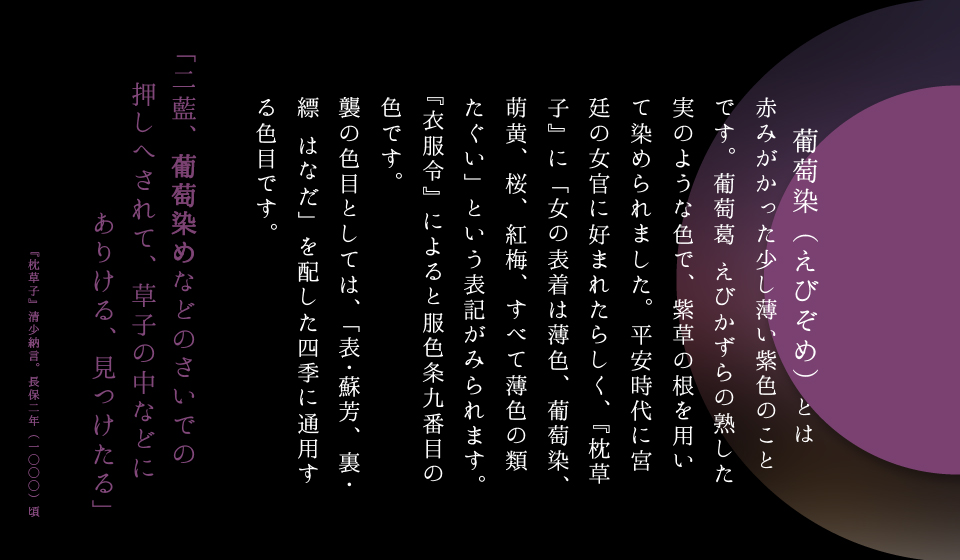 葡萄染（えびぞめ）とは
赤みがかった少し薄い紫色のこと
です。葡萄葛 えびかずらの熟した
実のような色で、紫草の根を用い
て染められました。平安時代に宮
廷の女官に好まれたらしく、『枕草
子』に「女の表着は薄色、葡萄染、
萌黄、桜、紅梅、すべて薄色の類
たぐい」という表記がみられます。
『衣服令』によると服色条九番目の
色です。
襲の色目としては、「表・蘇芳、裏・
縹 はなだ」を配した四季に通用す
る色目です。
「二藍、葡萄染めなどのさいでの
押しへされて、草子の中などに
ありける、見つけたる」
『枕草子』清少納言。長保二年（一〇〇〇）頃